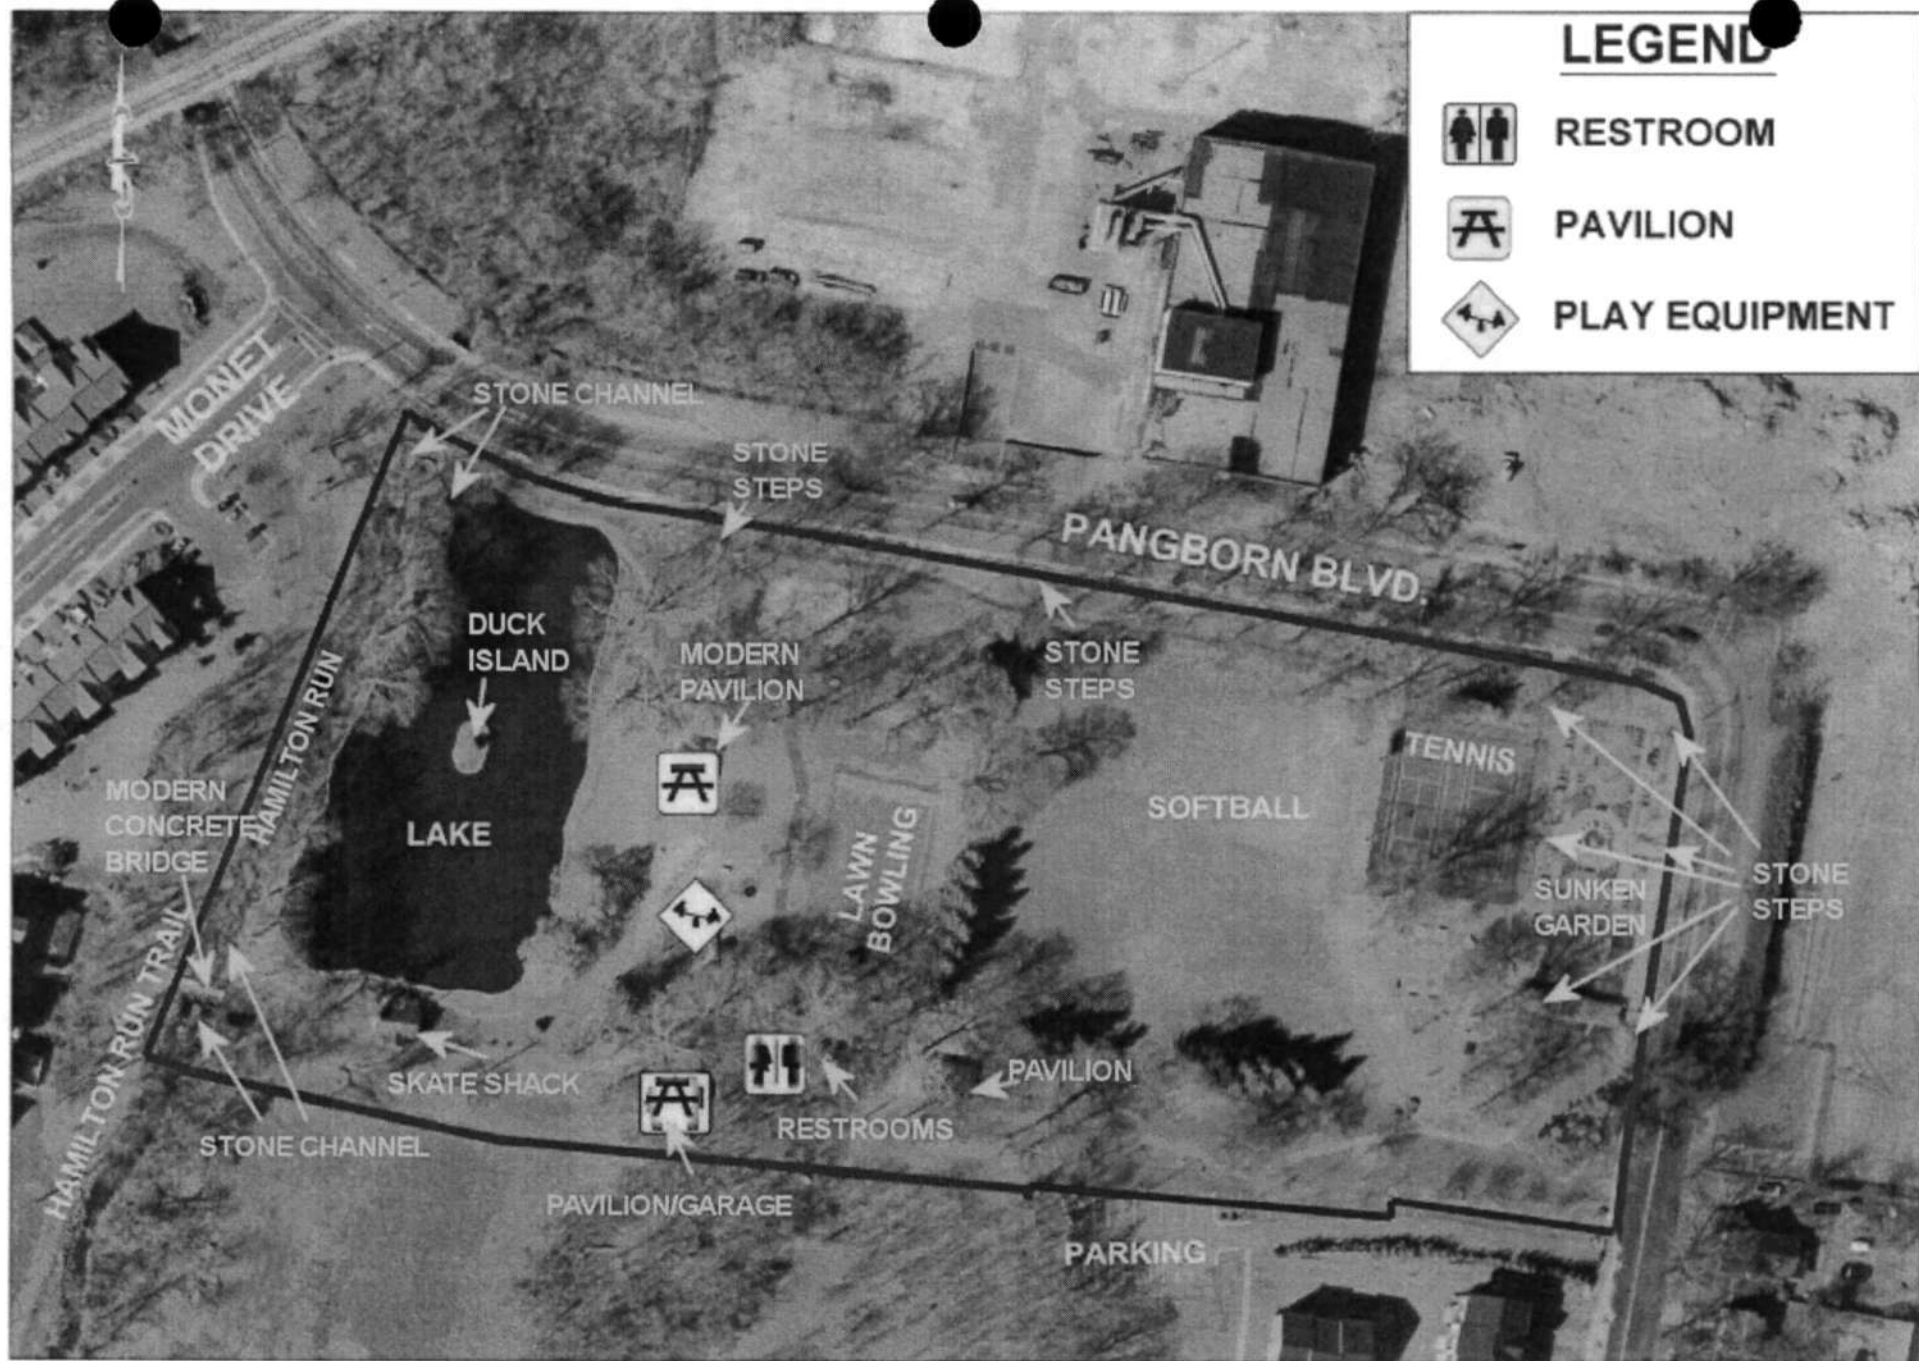 LEGEND
RESTROOM
PAVILION
PLAY EQUIPMENT
MONET
DRIVE
STONE CHANNEL
STONE
STEPS
PANGBORN BLVD.
DUCK
ISLAND
MODERN
PAVILION
STONE
STEPS
HAMILTON RUN
TENNIS
MODERN
CONCRETE
BRIDGE
LAKE
LAWN
BOWLING
SOFTBALL
SUNKEN
GARDEN
STONE
STEPS
HAMILTON RUN TRAIL
SKATE SHACK
PAVILION
RESTROOMS
STONE CHANNEL
PAVILION/GARAGE
PARKING